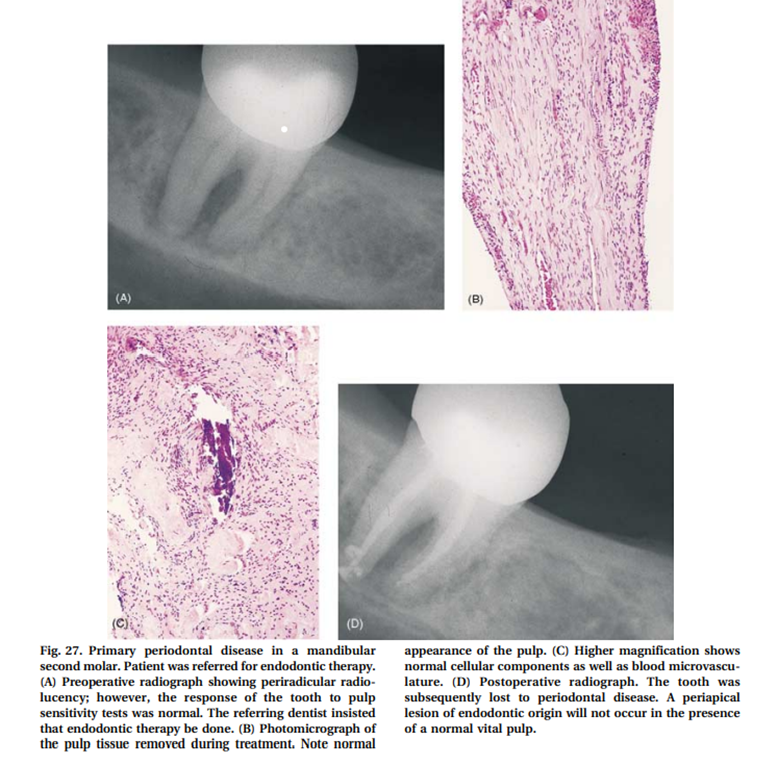 (A)
(B)
(C)
(D)
Fig. 27. Primary periodontal disease in a mandibular
second molar. Patient was referred for endodontic therapy.
(A) Preoperative radiograph showing periradicular radio-
lucency; however, the response of the tooth to pulp
sensitivity tests was normal. The referring dentist insisted
that endodontic therapy be done. (B) Photomicrograph of
the pulp tissue removed during treatment. Note normal
appearance of the pulp. (C) Higher magnification shows
normal cellular components as well as blood microvascu-
lature. (D) Postoperative radiograph. The tooth was
subsequently lost to periodontal disease. A periapical
lesion of endodontic origin will not occur in the presence
of a normal vital pulp.